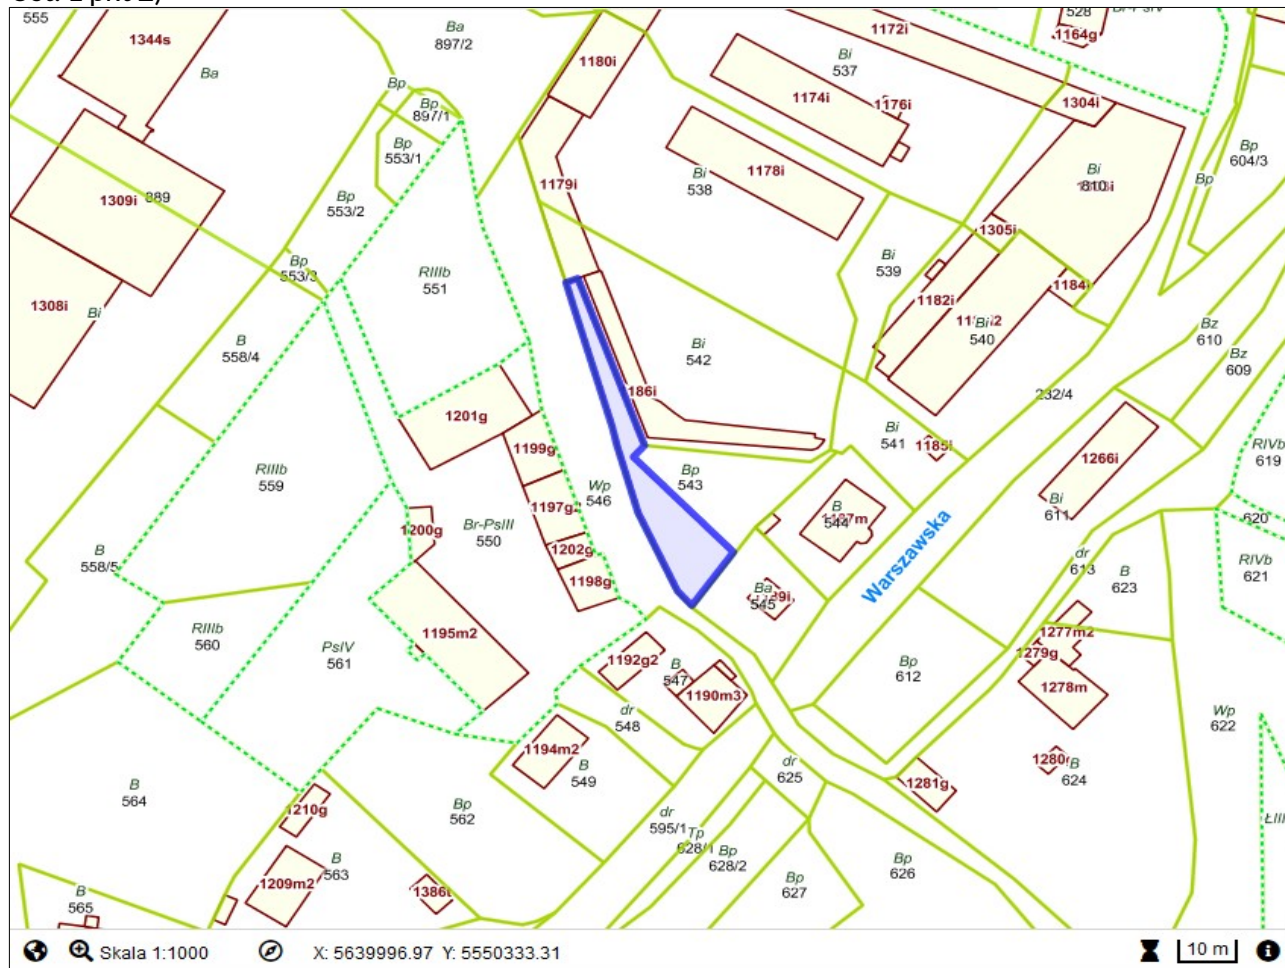 555
1344s
Ba
Ba
897/2
1180i
1172i
528
1164g
Bi
537
1174i
1176i
1304i
Bp
Bp
897/1
Bp
553/1
1179i
Bi
538
1178i
Bi
Bp
604/3
Bp
1309i
889
Bp
553/2
1305i
Bp
553/3
RIIIb
551
Bi
539
1308i
Bi
1182i
1184i
Bi
540
B
558/4
Bi
542
Bz
610
Bz
609
186i
232/4
1201g
1199g
Bi
541
1185i
RIVb
619
RIIIb
559
Wp
546
Bp
543
1266i
1197g2
B
544
Bi
611
620
1200g
Br-PsIII
550
1202g
Warszawska
B
558/5
dr
613
B
623
RIVb
621
1198g
Ba
545
RIIIb
560
PsIV
561
1195m2
1192g2
B
547
1190m3
Bp
612
1277m2
1279g
1278m
dr
548
Wp
622
1194m2
B
549
dr
625
1280g
B
624
B
564
1281g
1210g
Bp
562
dr
595/1
Tp
628/1
Bp
628/2
Bp
626
Bp
627
B
563
1209m2
B
565
Skala 1:1000
X: 5639996.97 Y: 5550333.31
10 m